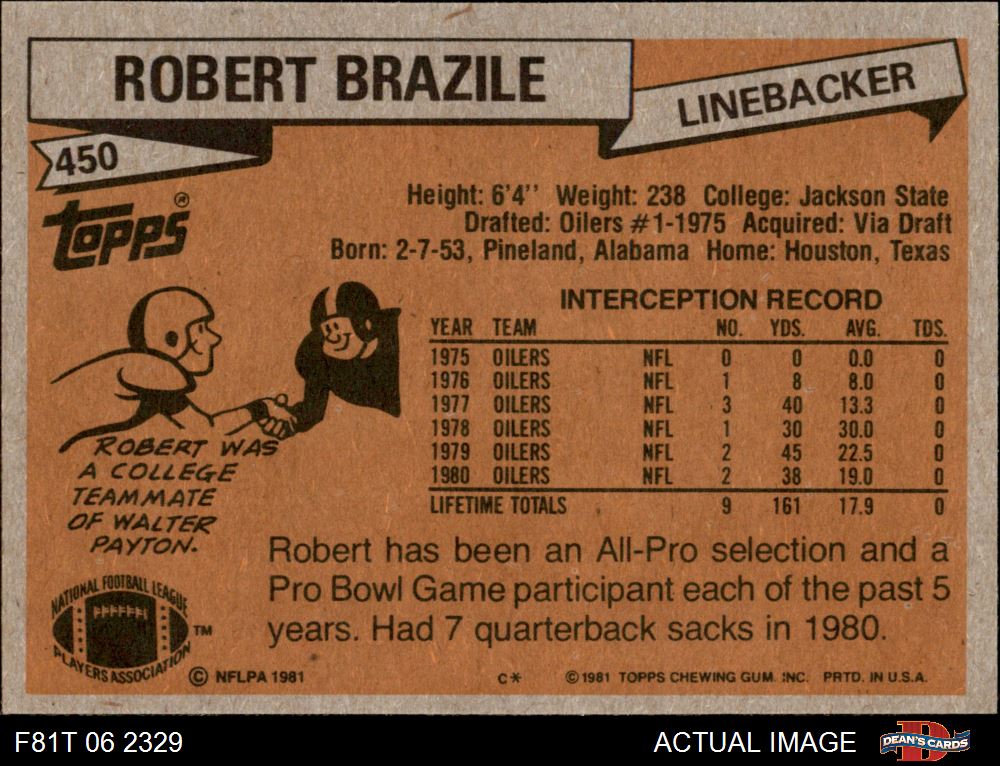 ROBERT BRAZILE
LINEBACKER
450
TOPPS®
Height: 6'4'' Weight: 238 College: Jackson State
Drafted: Oilers #1-1975 Acquired: Via Draft
Born: 2-7-53, Pineland, Alabama Home: Houston, Texas
INTERCEPTION RECORD
YEAR TEAM NO. YDS. AVG. TDS.
1975 OILERS NFL 0 0 0.0 0
1976 OILERS NFL 1 8 8.0 0
1977 OILERS NFL 3 40 13.3 0
1978 OILERS NFL 1 30 30.0 0
1979 OILERS NFL 2 45 22.5 0
1980 OILERS NFL 2 38 19.0 0
LIFETIME TOTALS 9 161 17.9 0
ROBERT WAS
A COLLEGE
TEAMMATE
OF WALTER
PAYTON.
Robert has been an All-Pro selection and a
Pro Bowl Game participant each of the past 5
years. Had 7 quarterback sacks in 1980.
NATIONAL FOOTBALL LEAGUE
PLAYERS ASSOCIATION
TM
© NFLPA 1981
C*
© 1981 TOPPS CHEWING GUM. INC. PRTD. IN U.S.A.
F81T 06 2329
ACTUAL IMAGE
DEAN'S CARDS